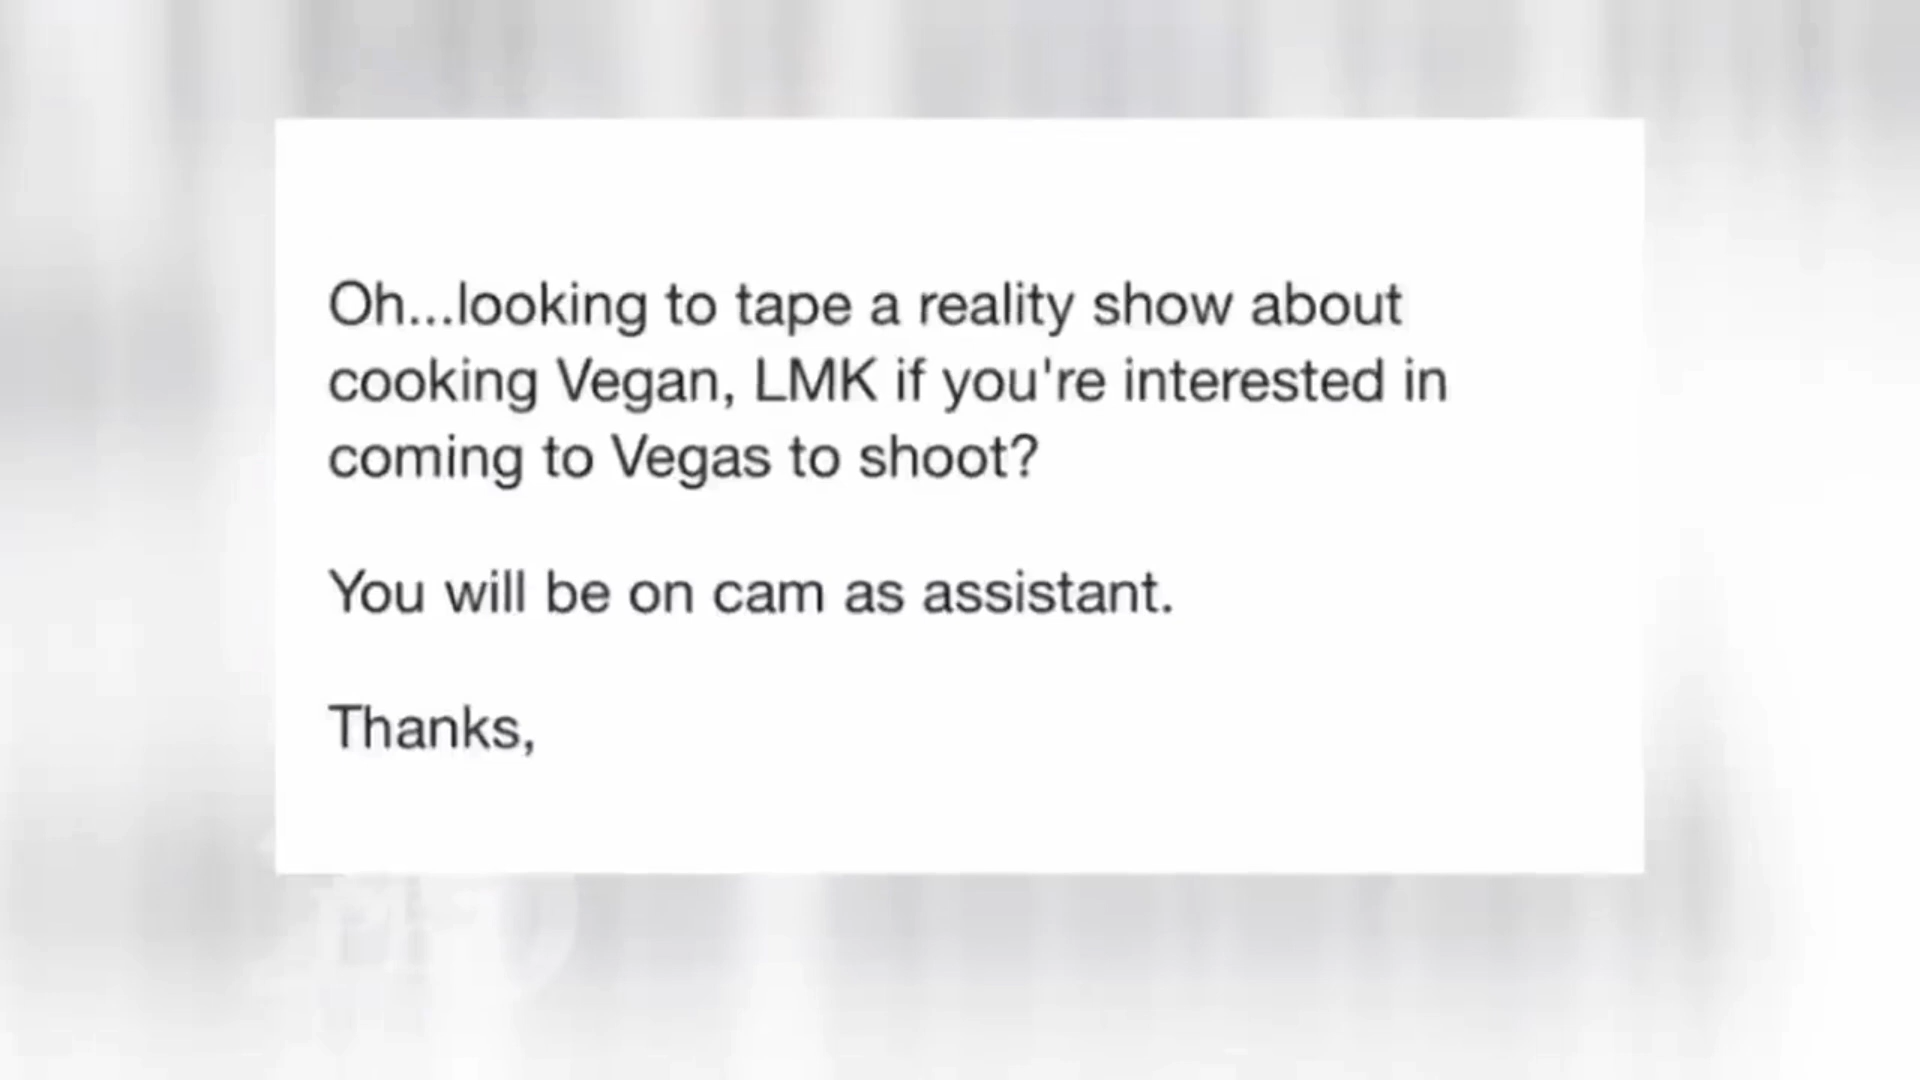 Oh...looking to tape a reality show about
cooking Vegan, LMK if you're interested in
coming to Vegas to shoot?
You will be on cam as assistant.
Thanks,